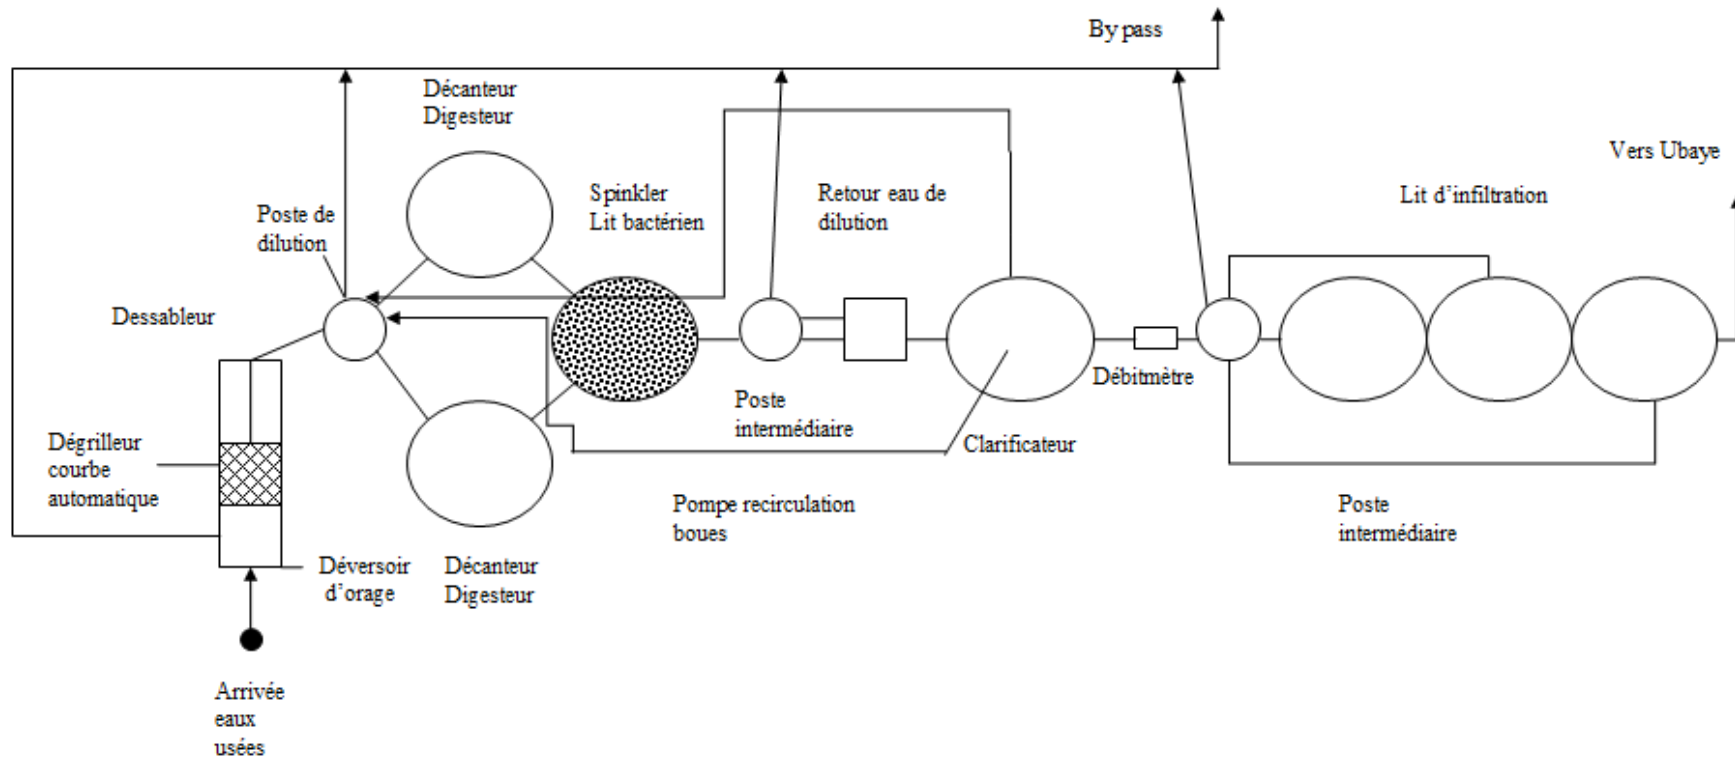 By pass
Décanteur
Digesteur
Vers Ubaye
Spinkler
Lit bactérien
Retour eau de
dilution
Lit d'infiltration
Poste de
dilution
Dessableur
Débitmètre
Poste
intermédiaire
Clarificateur
Dégrilleur
courbe
automatique
Pompe recirculation
boues
Poste
intermédiaire
Déversoir
d'orage
Décanteur
Digesteur
Arrivée
eaux
usées